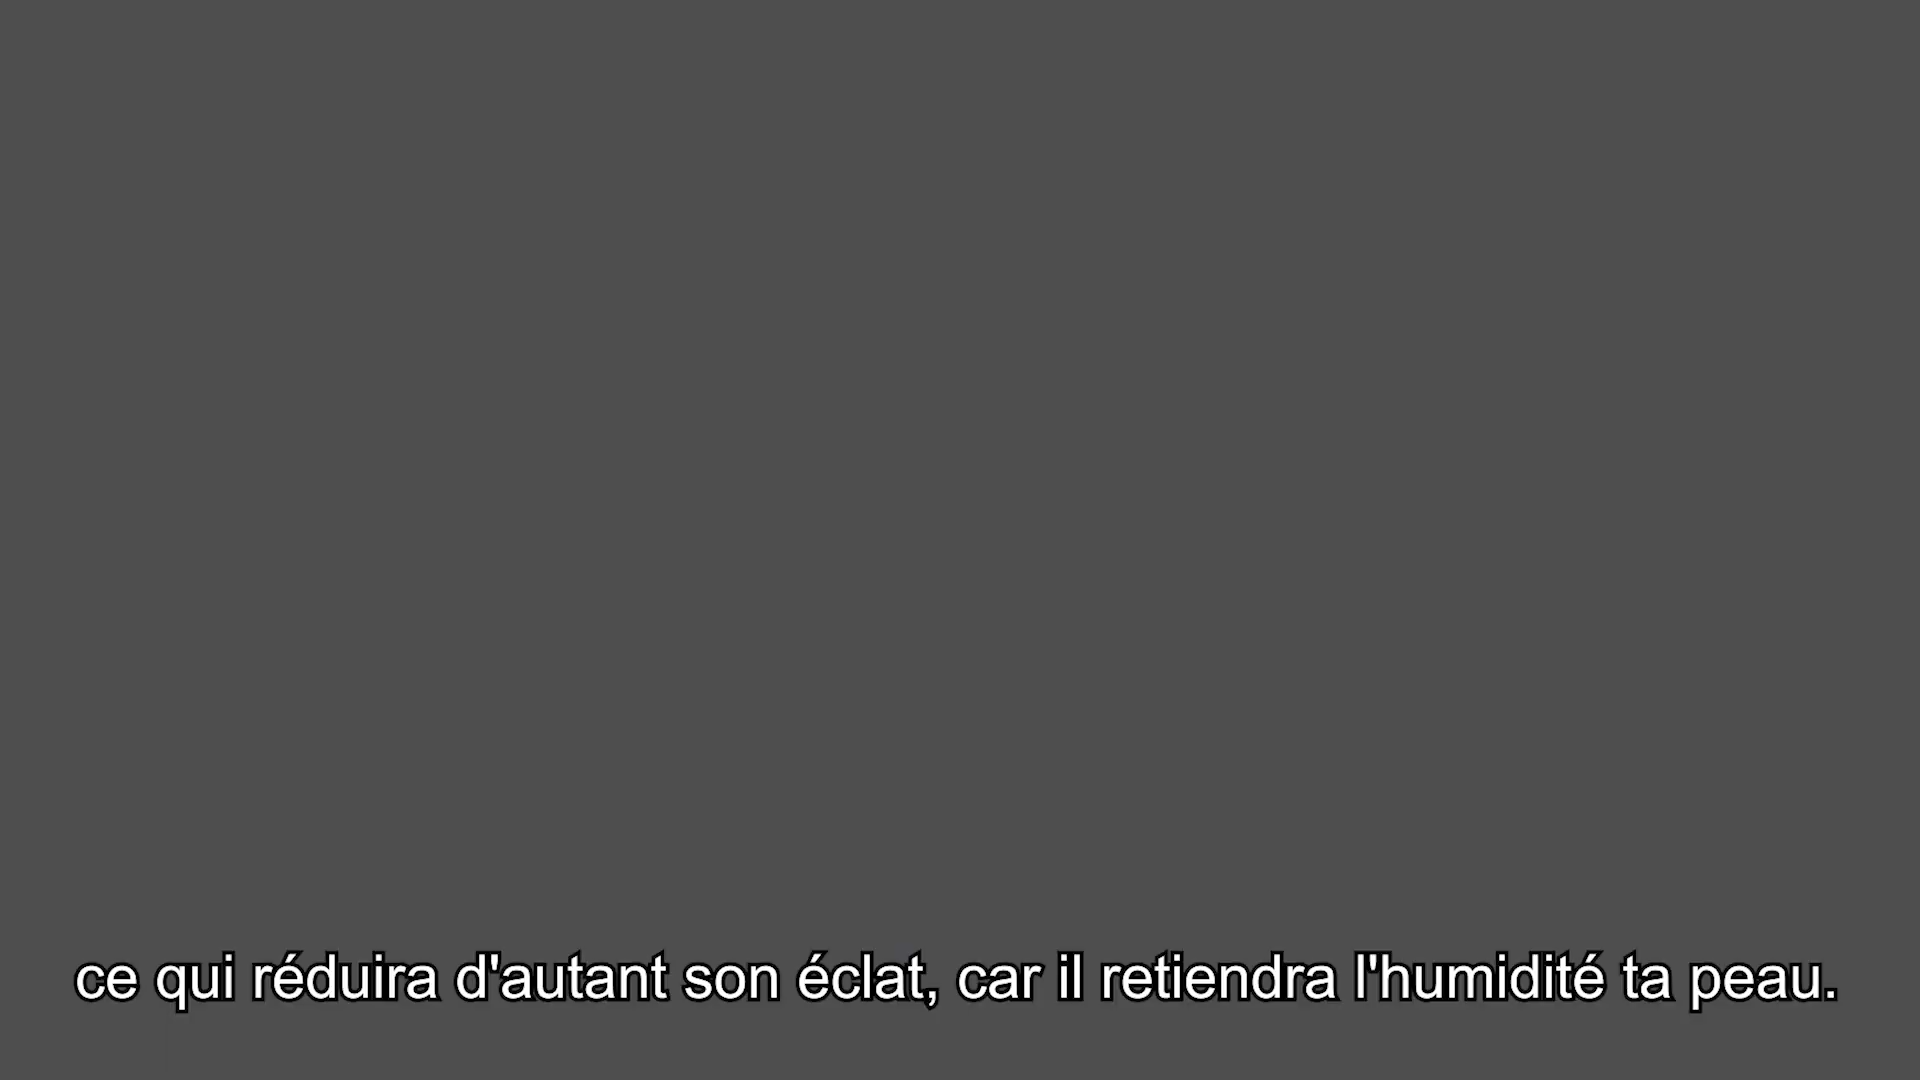 ce qui réduira d'autant son éclat, car il retiendra l'humidité ta peau.